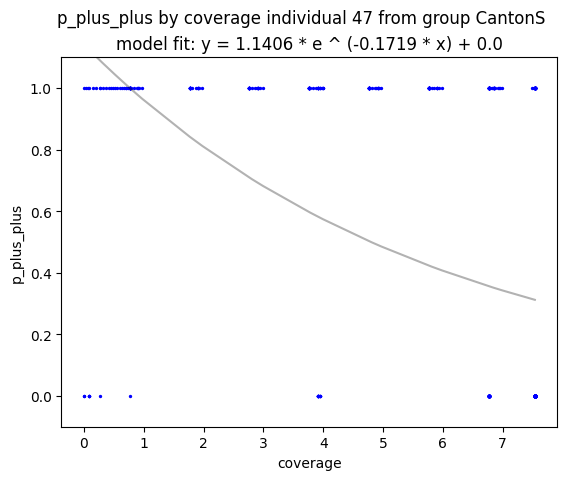 p_plus_plus by coverage individual 47 from group CantonS
model fit: y = 1.1406 * e ^ (-0.1719 * x) + 0.0
1.0
0.8
0.6
0.4
0.2
0.0
p_plus_plus
0 1 2 3 4 5 6 7
coverage